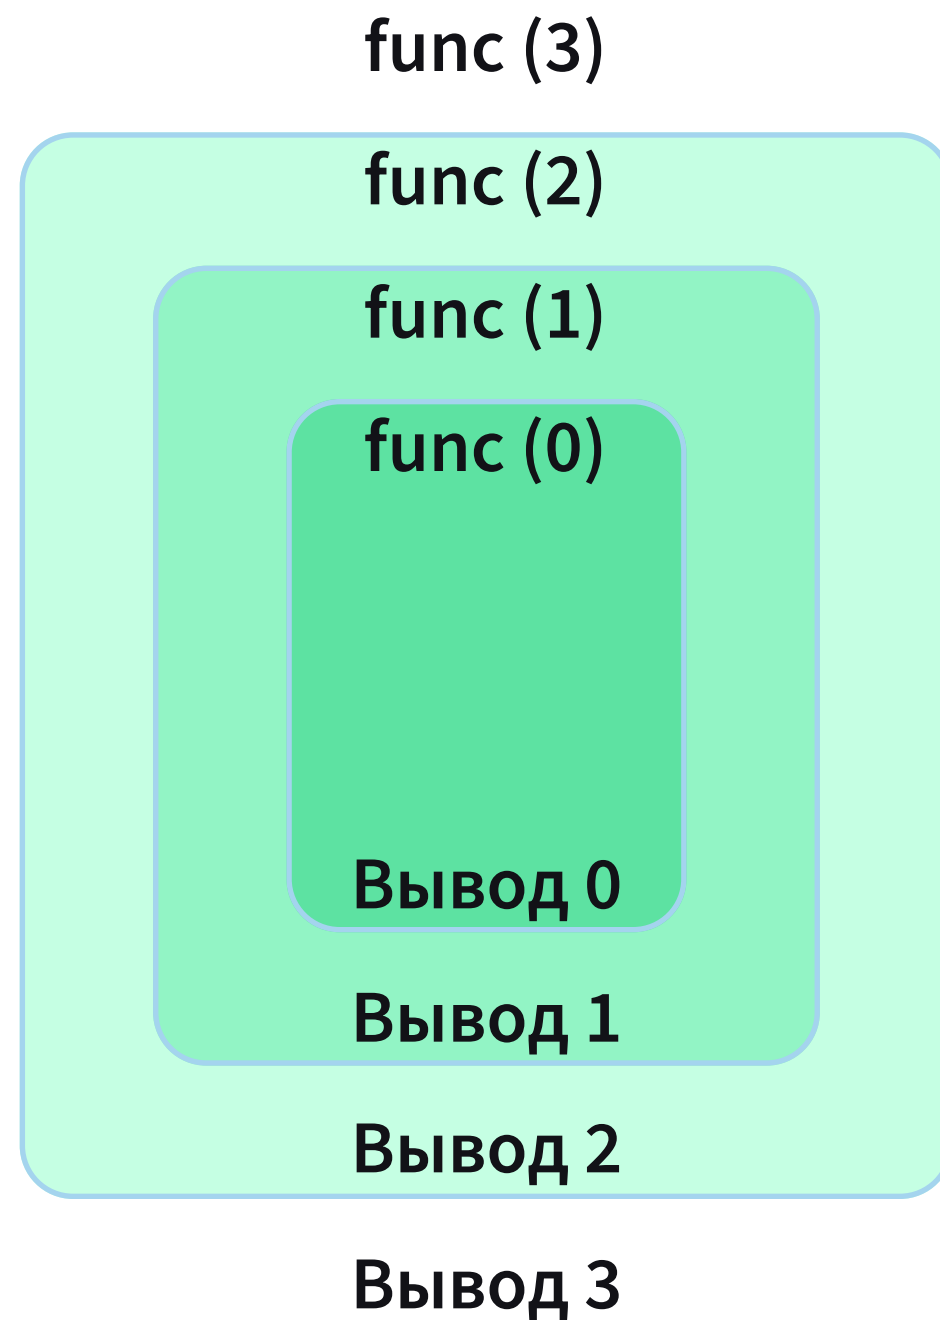 func (3)
func (2)
func (1)
func (0)
Вывод 0
Вывод 1
Вывод 2
Вывод 3